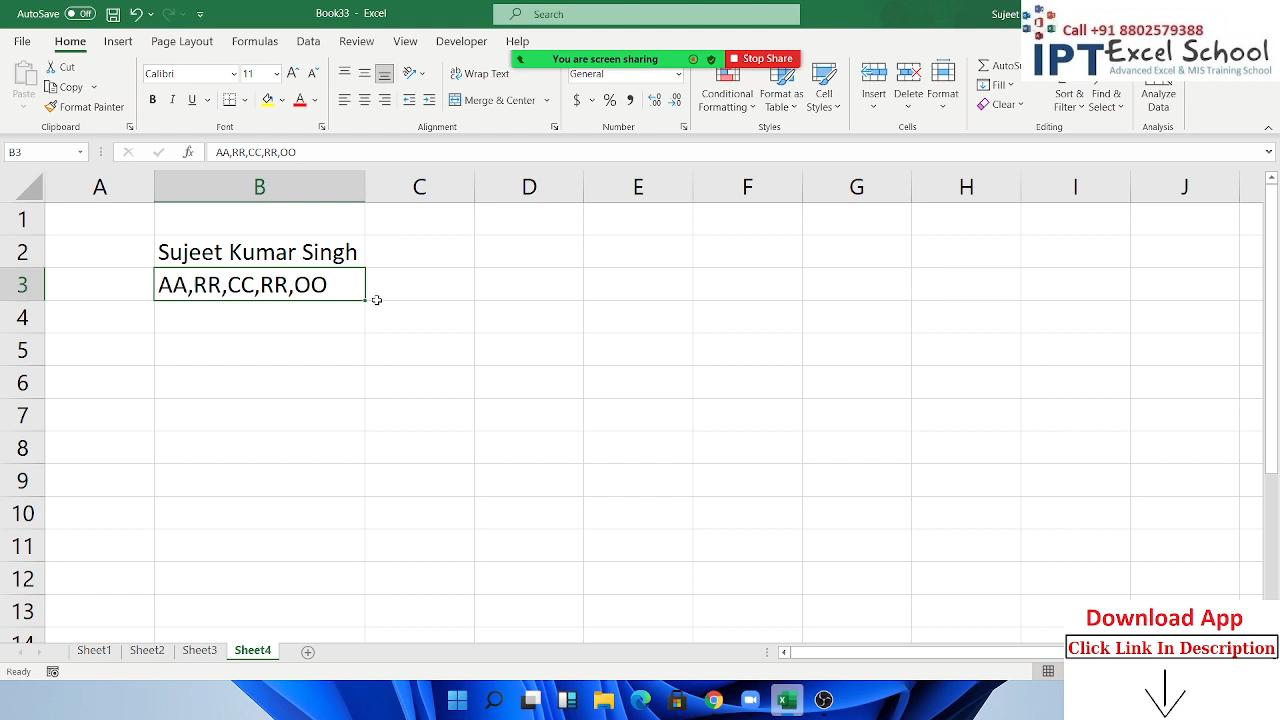 AutoSave Off Book33 - Excel Search Sujeet
Call +91 8802579388
IPT Excel School
Advanced Excel & MIS Training School
File Home Insert Page Layout Formulas View Developer Help
You are screen sharing Stop Share
Paste Cut Copy Format Painter
Calibri 11 B I U
Wrap Text Merge & Center
General $ % 9
Conditional Formatting Format As Table Cell Styles
Insert Delete Format
Fill Clear
Sort & Filter Find & Select
Analyze Data
Clipboard Font Alignment Number Styles Cells Editing Analysis
B3 fx AA,RR,CC,RR,OO
A B C D E F G H I J
1
2 Sujeet Kumar Singh
3 AA,RR,CC,RR,OO
4
5
6
7
8
9
10
11
12
13
Download App
Click Link In Description
Sheet1 Sheet2 Sheet3 Sheet4
Ready